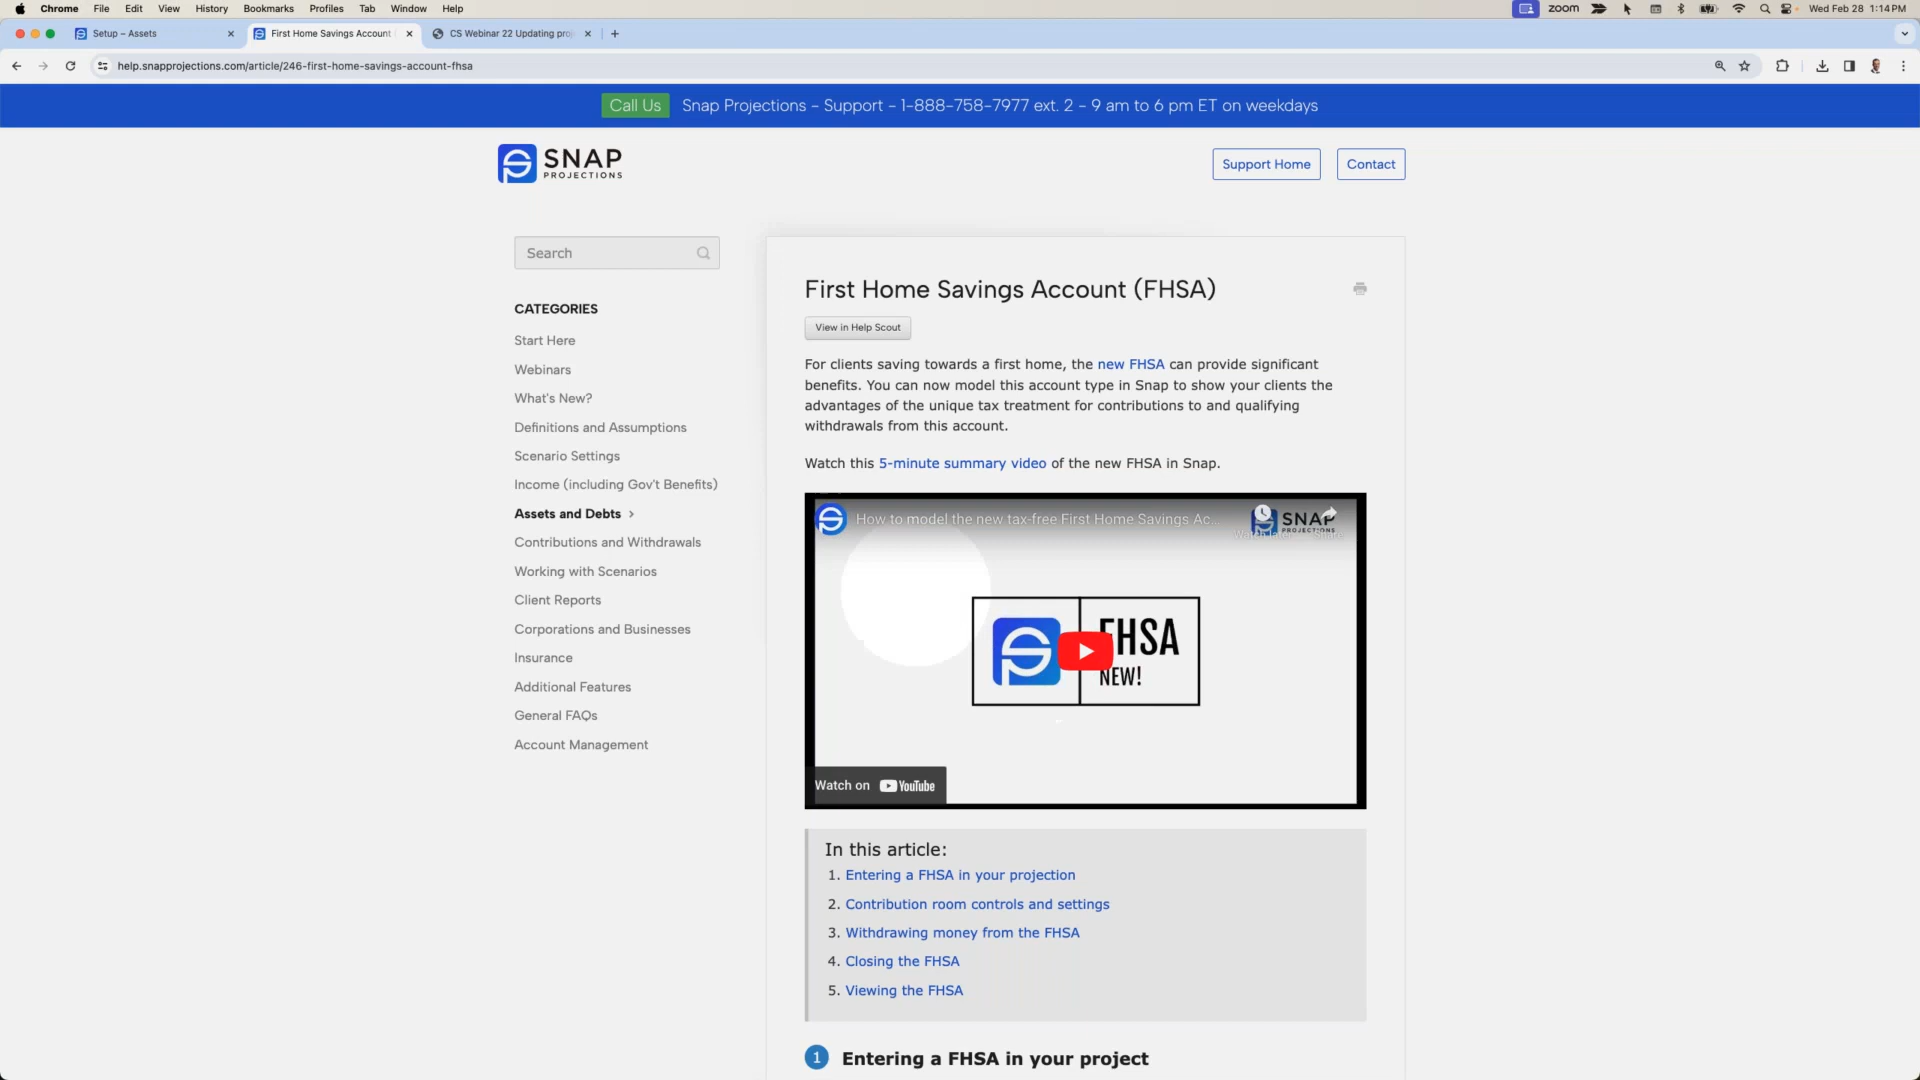 Chrome File Edit View History Bookmarks Profiles Tab Window Help
zoom
Wed Feb 28 1:14 PM
Setup – Assets
First Home Savings Account
CS Webinar 22 Updating proj
help.snapprojections.com/article/246-first-home-savings-account-fhsa
Call Us Snap Projections – Support – 1-888-758-7977 ext. 2 – 9 am to 6 pm ET on weekdays
SNAP
PROJECTIONS
Support Home
Contact
Search
CATEGORIES
Start Here
Webinars
What's New?
Definitions and Assumptions
Scenario Settings
Income (including Gov't Benefits)
Assets and Debts
Contributions and Withdrawals
Working with Scenarios
Client Reports
Corporations and Businesses
Insurance
Additional Features
General FAQs
Account Management
First Home Savings Account (FHSA)
View in Help Scout
For clients saving towards a first home, the new FHSA can provide significant
benefits. You can now model this account type in Snap to show your clients the
advantages of the unique tax treatment for contributions to and qualifying
withdrawals from this account.
Watch this 5-minute summary video of the new FHSA in Snap.
How to model the new tax-free First Home Savings Ac...
SNAP
PROJECTIONS
Watch later
Share
FHSA
NEW!
Watch on YouTube
In this article:
1. Entering a FHSA in your projection
2. Contribution room controls and settings
3. Withdrawing money from the FHSA
4. Closing the FHSA
5. Viewing the FHSA
1 Entering a FHSA in your project